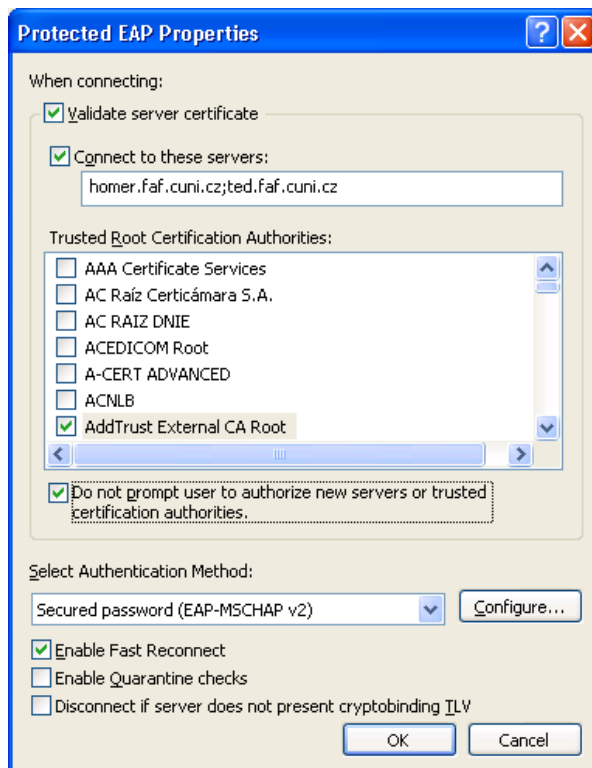 Protected EAP Properties
When connecting:
Validate server certificate
Connect to these servers:
homer.faf.cuni.cz;ted.faf.cuni.cz
Trusted Root Certification Authorities:
AAA Certificate Services
AC Raíz Certicámara S.A.
AC RAIZ DNIE
ACEDICOM Root
A-CERT ADVANCED
ACNLB
AddTrust External CA Root
Do not prompt user to authorize new servers or trusted
certification authorities.
Select Authentication Method:
Secured password (EAP-MSCHAP v2)
Configure...
Enable Fast Reconnect
Enable Quarantine checks
Disconnect if server does not present cryptobinding TLV
OK
Cancel